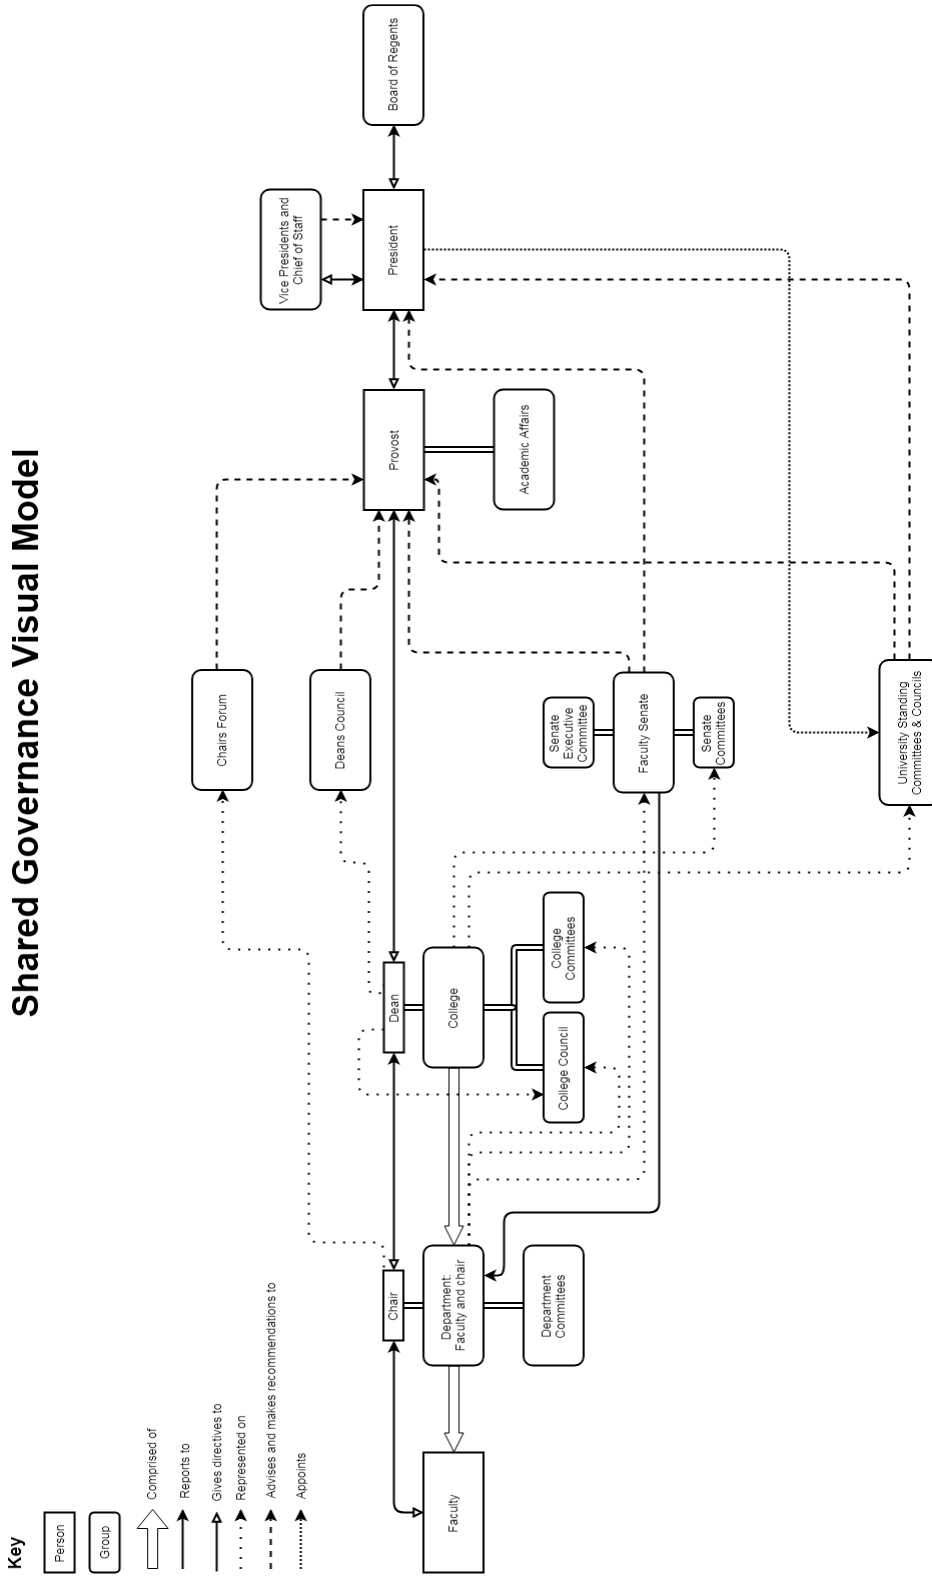 Shared Governance Visual Model
Key
Person
Group
Comprised of
Reports to
Gives directives to
Represented on
Advises and makes recommendations to
Appoints
Chairs Forum
Vice Presidents and
Chief of Staff
Deans Council
Faculty
Chair
Department:
Faculty and chair
Department
Committees
Dean
College
College Council
College
Committees
Provost
Academic Affairs
President
Board of Regents
Senate
Executive
Committee
Faculty Senate
Senate
Committees
University Standing
Committees & Councils